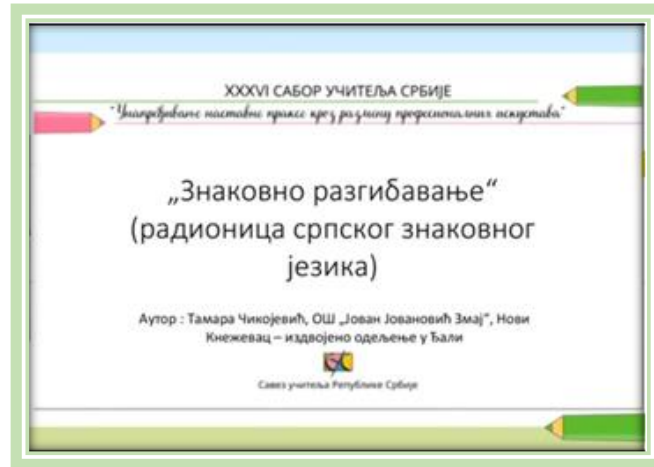 XXXVI САБОР УЧИТЕЉА СРБИЈЕ
"Унапређивање наставне праксе кроз размену професионалних искустава"
„Знаковно разгибавање“
(радионица српског знаковног
језика)
Аутор : Тамара Чикојевић, ОШ „Јован Јовановић Змај“, Нови
Кнежевац – издвојено одељење у Ђали
Савез учитеља Републике Србије